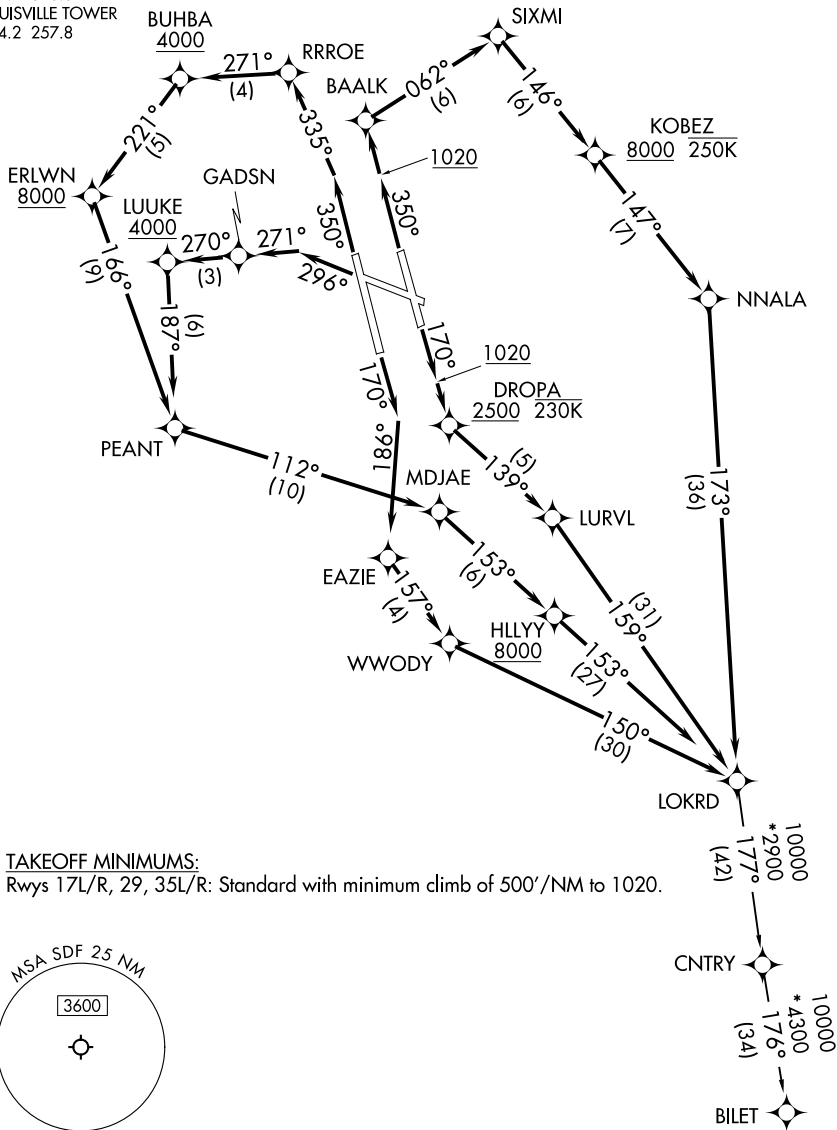 UISVILLE TOWER
4.2 257.8
BUHBA
4000
271°
(4)
RRROE
BAALK
SIXMI
062°
(6)
146°
(6)
KOBEZ
8000 250K
221°
(5)
335°
1020
ERLWN
8000
GADSN
LUUKE
4000
270°
(3)
271°
296°
350°
350°
147°
(7)
166°
(9)
187°
(6)
NNALA
170°
1020
170°
DROPA
2500 230K
PEANT
186°
112°
(10)
MDJAE
139°
(5)
LURVL
173°
(36)
EAZIE
157°
(4)
153°
(6)
159°
(31)
WWODY
HLLYY
8000
153°
(27)
150°
(30)
LOKRD
TAKEOFF MINIMUMS:
Rwys 17L/R, 29, 35L/R: Standard with minimum climb of 500'/NM to 1020.
10000
*2900
177°
(42)
MSA SDF 25 NM
3600
CNTRY
10000
*4300
176°
(34)
BILET